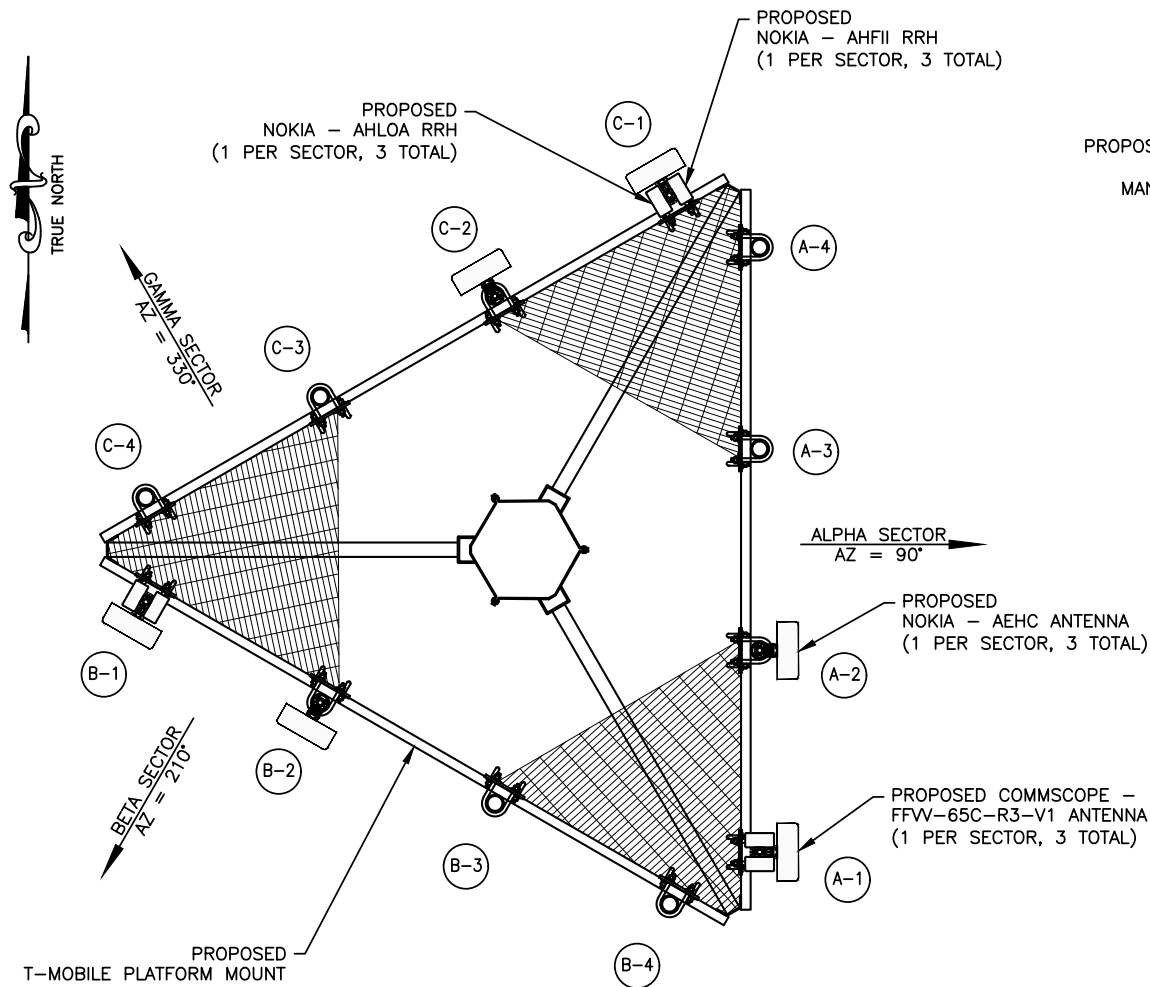 PROPOSED
NOKIA – AHFII RRH
(1 PER SECTOR, 3 TOTAL)
PROPOSED
NOKIA – AHLOA RRH
(1 PER SECTOR, 3 TOTAL)
C-1
TRUE NORTH
C-2
A-4
GAMMA SECTOR
AZ = 330°
C-3
C-4
A-3
ALPHA SECTOR
AZ = 90°
PROPOSED
NOKIA – AEHC ANTENNA
(1 PER SECTOR, 3 TOTAL)
A-2
B-1
B-2
BETA SECTOR
AZ = 210°
B-3
PROPOSED COMMSCOPE –
FFVV-65C-R3-V1 ANTENNA
(1 PER SECTOR, 3 TOTAL)
A-1
B-4
PROPOSED
T-MOBILE PLATFORM MOUNT